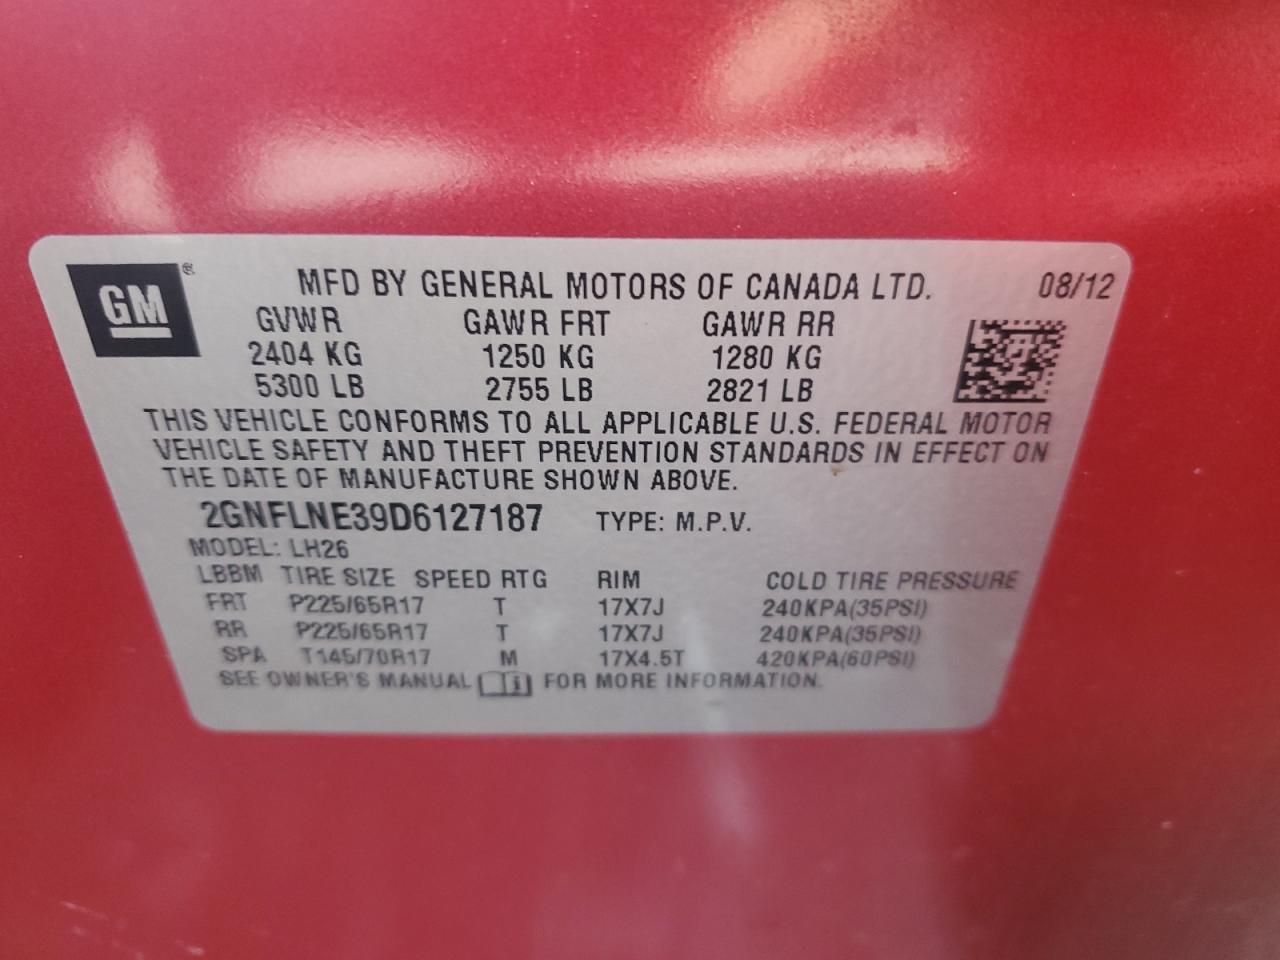 GM ® MFD BY GENERAL MOTORS OF CANADA LTD. 08/12
GVWR GAWR FRT GAWR RR
2404 KG 1250 KG 1280 KG
5300 LB 2755 LB 2821 LB
THIS VEHICLE CONFORMS TO ALL APPLICABLE U.S. FEDERAL MOTOR
VEHICLE SAFETY AND THEFT PREVENTION STANDARDS IN EFFECT ON
THE DATE OF MANUFACTURE SHOWN ABOVE.
2GNFLNE39D6127187 TYPE: M.P.V.
MODEL: LH26
LBBM TIRE SIZE SPEED RTG RIM COLD TIRE PRESSURE
FRT P225/65R17 T 17X7J 240KPA(35PSI)
RR P225/65R17 T 17X7J 240KPA(35PSI)
SPA T145/70R17 M 17X4.5T 420KPA(60PSI)
SEE OWNER'S MANUAL FOR MORE INFORMATION.